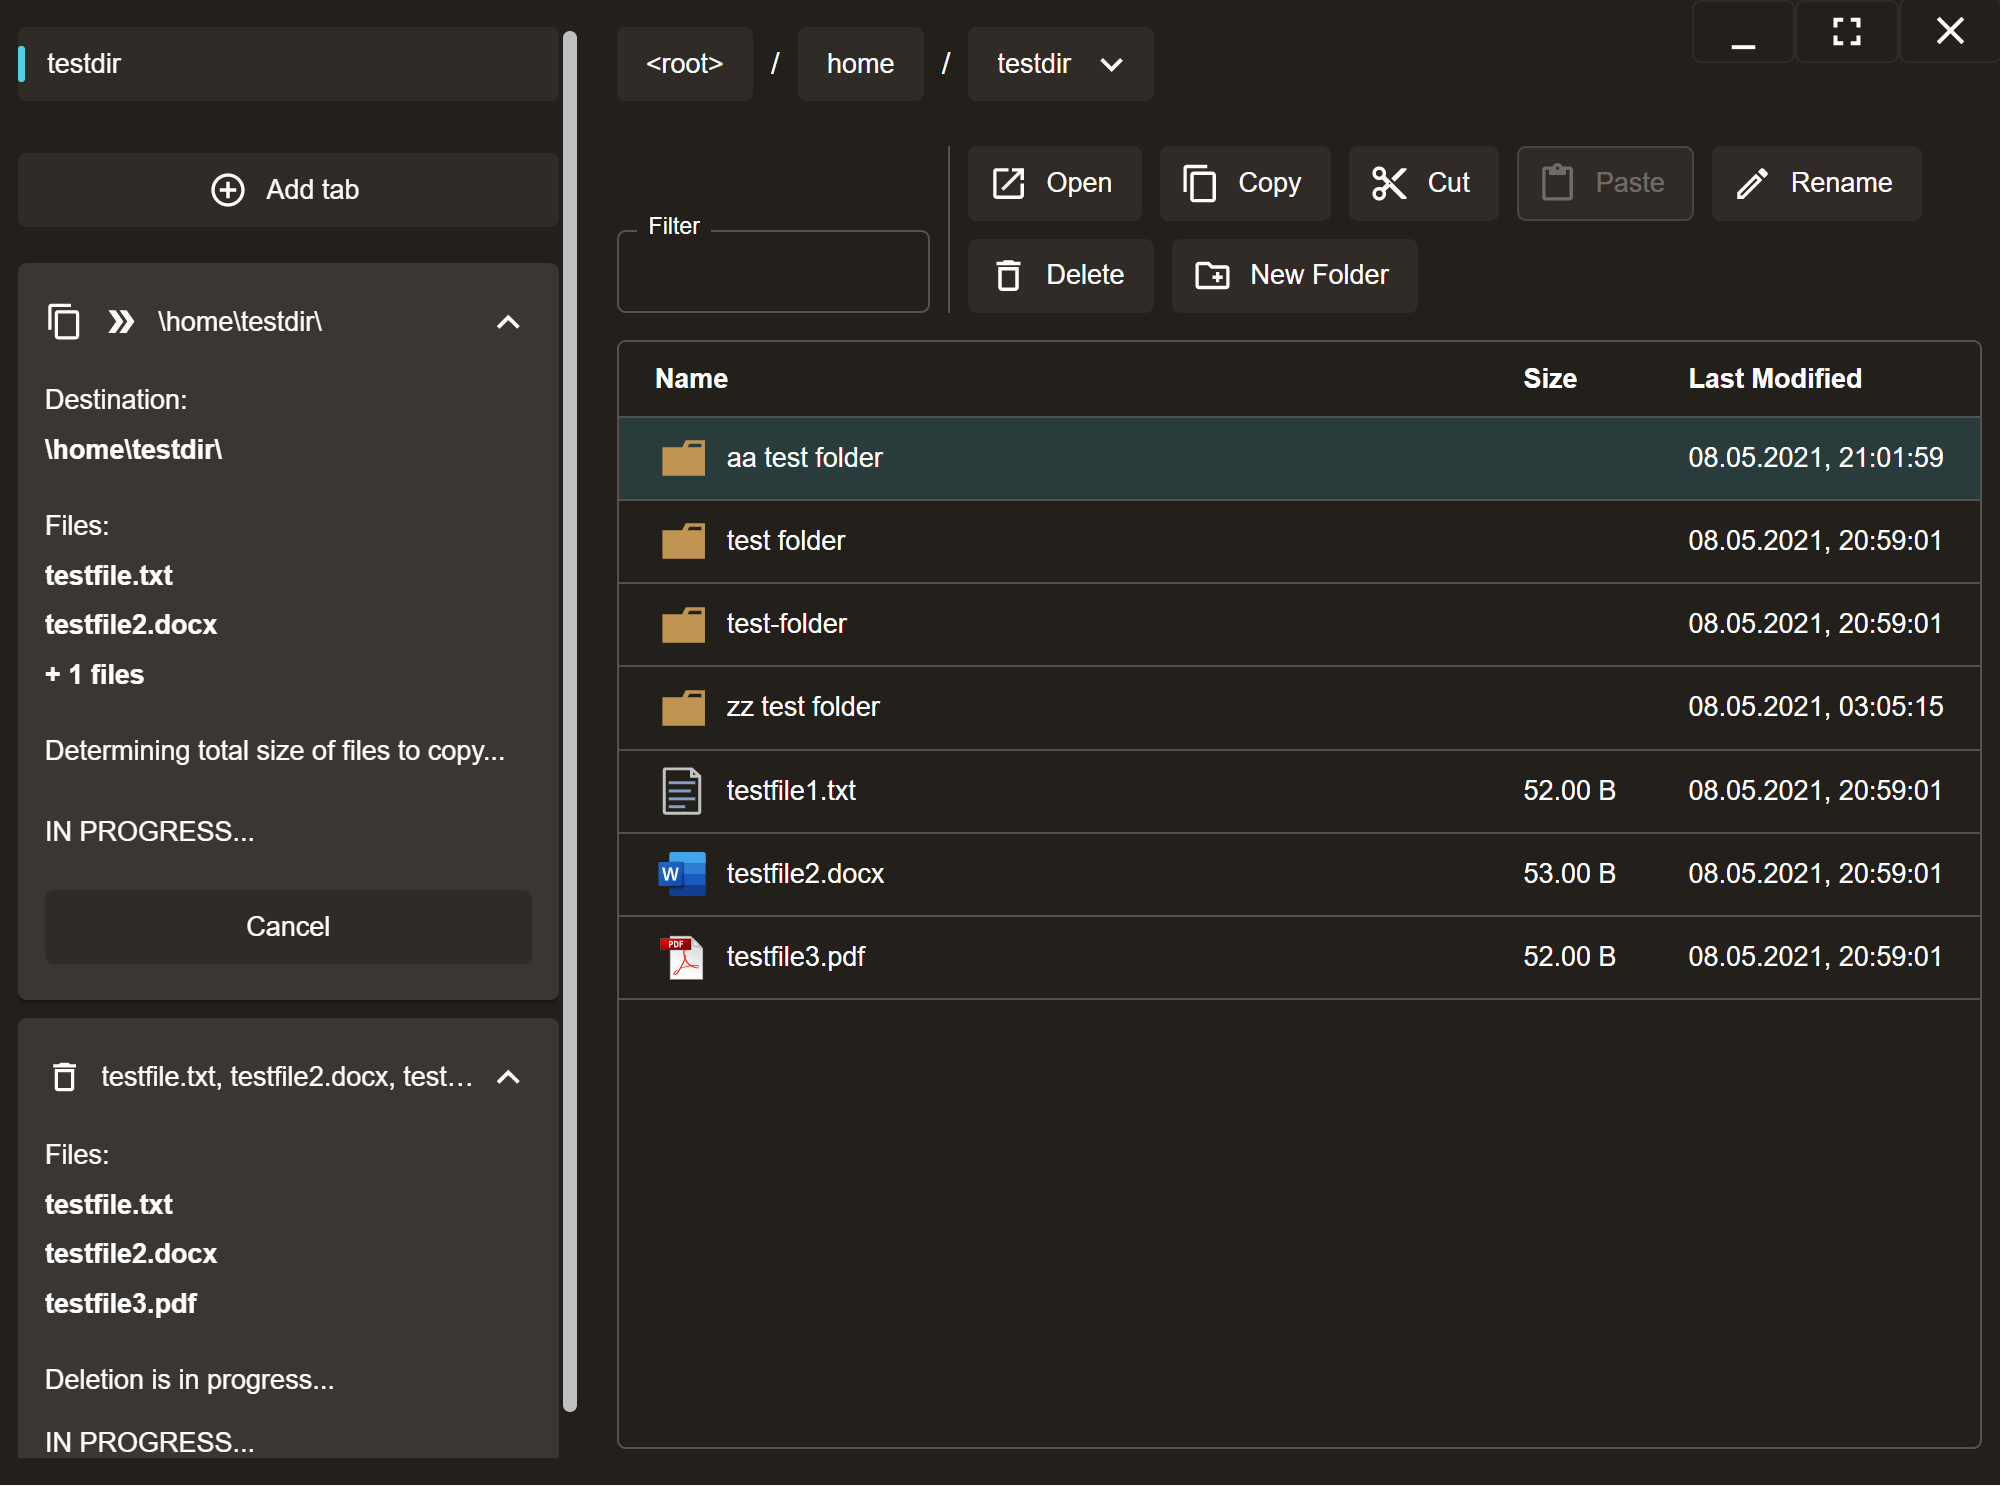 testdir
Add tab
\home\testdir\
Destination:
\home\testdir\
Files:
testfile.txt
testfile2.docx
+ 1 files
Determining total size of files to copy...
IN PROGRESS...
Cancel
testfile.txt, testfile2.docx, test...
Files:
testfile.txt
testfile2.docx
testfile3.pdf
Deletion is in progress...
IN PROGRESS...
<root> / home / testdir
Filter
Open Copy Cut Paste Rename
Delete New Folder
Name Size Last Modified
aa test folder 08.05.2021, 21:01:59
test folder 08.05.2021, 20:59:01
test-folder 08.05.2021, 20:59:01
zz test folder 08.05.2021, 03:05:15
testfile1.txt 52.00 B 08.05.2021, 20:59:01
W testfile2.docx 53.00 B 08.05.2021, 20:59:01
PDF testfile3.pdf 52.00 B 08.05.2021, 20:59:01